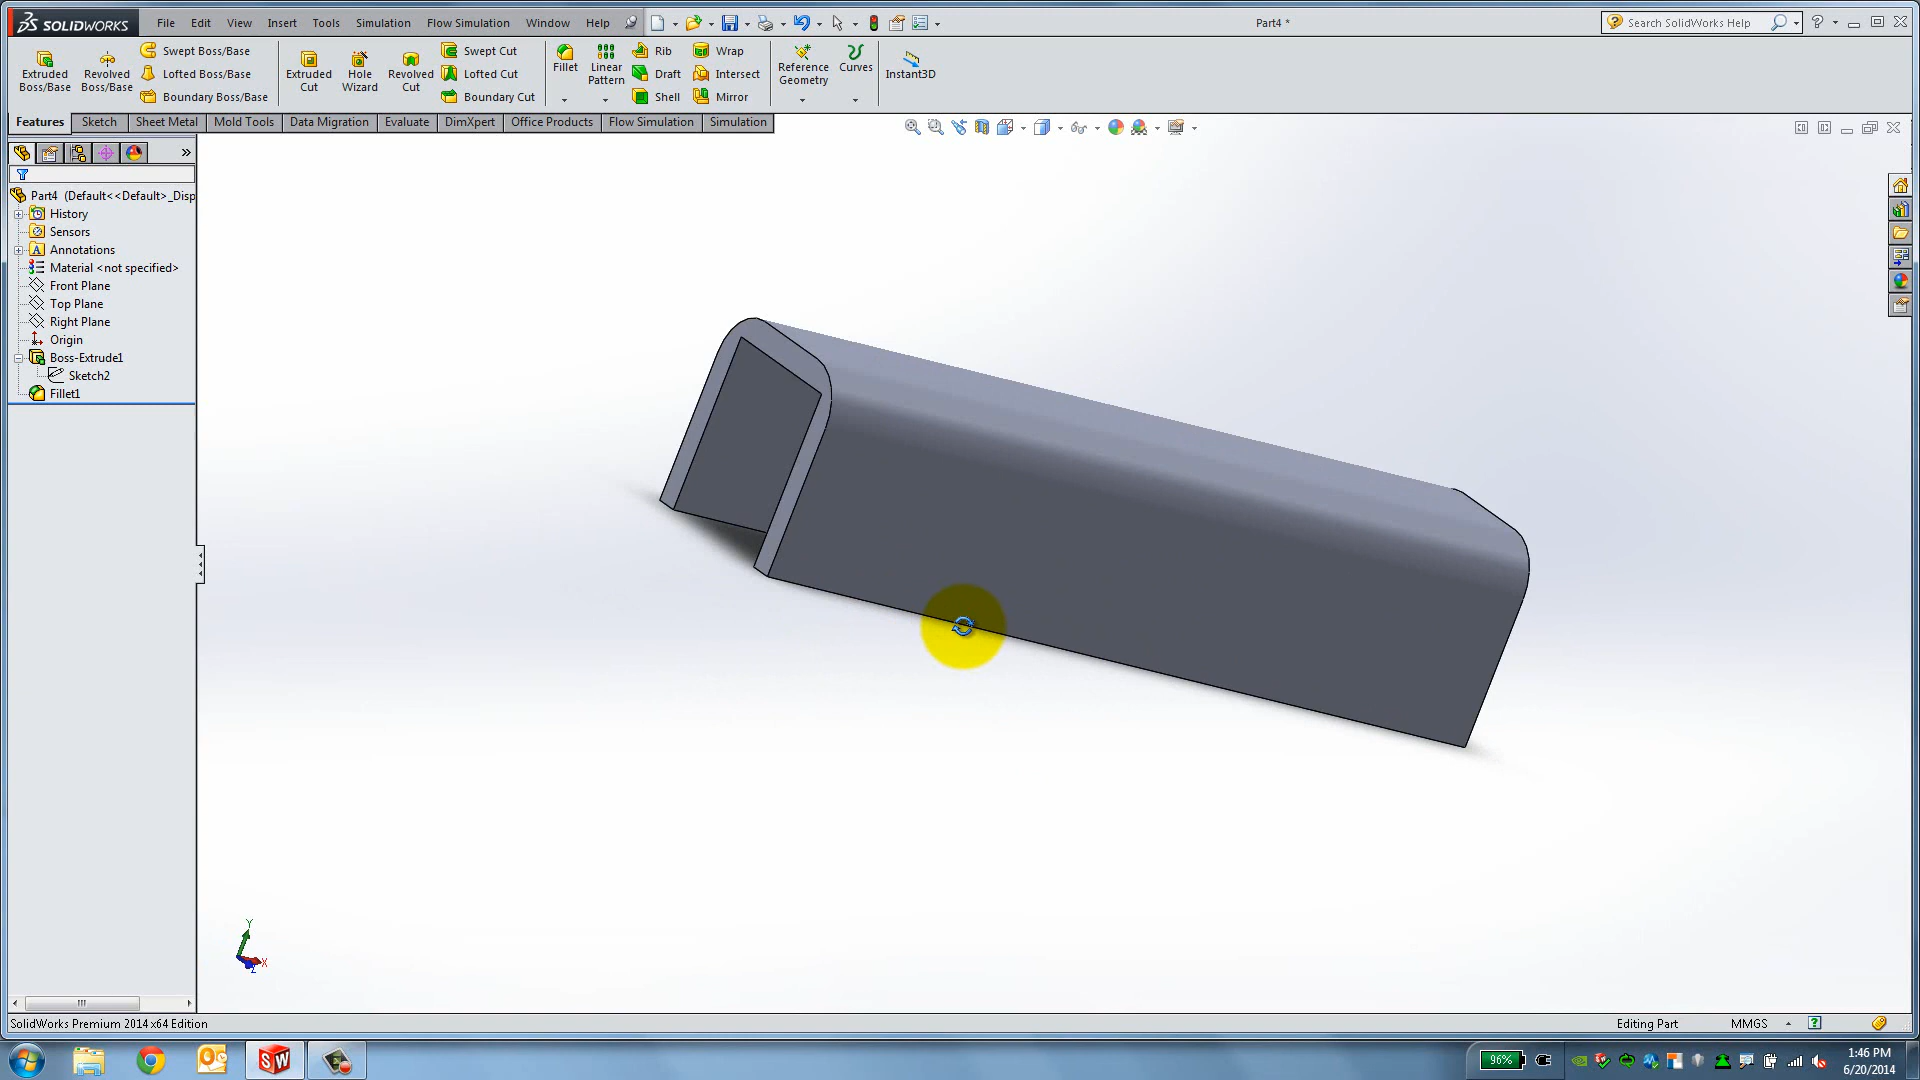 SOLIDWORKS File Edit View Insert Tools Simulation Flow Simulation Window Help Part4 * Search SolidWorks Help
Extruded Boss/Base
Revolved Boss/Base
Swept Boss/Base
Lofted Boss/Base
Boundary Boss/Base
Extruded Cut
Hole Wizard
Revolved Cut
Swept Cut
Lofted Cut
Boundary Cut
Fillet
Linear Pattern
Rib
Draft
Shell
Wrap
Intersect
Mirror
Reference Geometry
Curves
Instant3D
Features Sketch Sheet Metal Mold Tools Data Migration Evaluate DimXpert Office Products Flow Simulation Simulation
Part4 (Default<<Default>_Disp
History
Sensors
Annotations
Material <not specified>
Front Plane
Top Plane
Right Plane
Origin
Boss-Extrude1
Sketch2
Fillet1
Y
X
Z
SolidWorks Premium 2014 x64 Edition Editing Part MMGS
96%
1:46 PM
6/20/2014